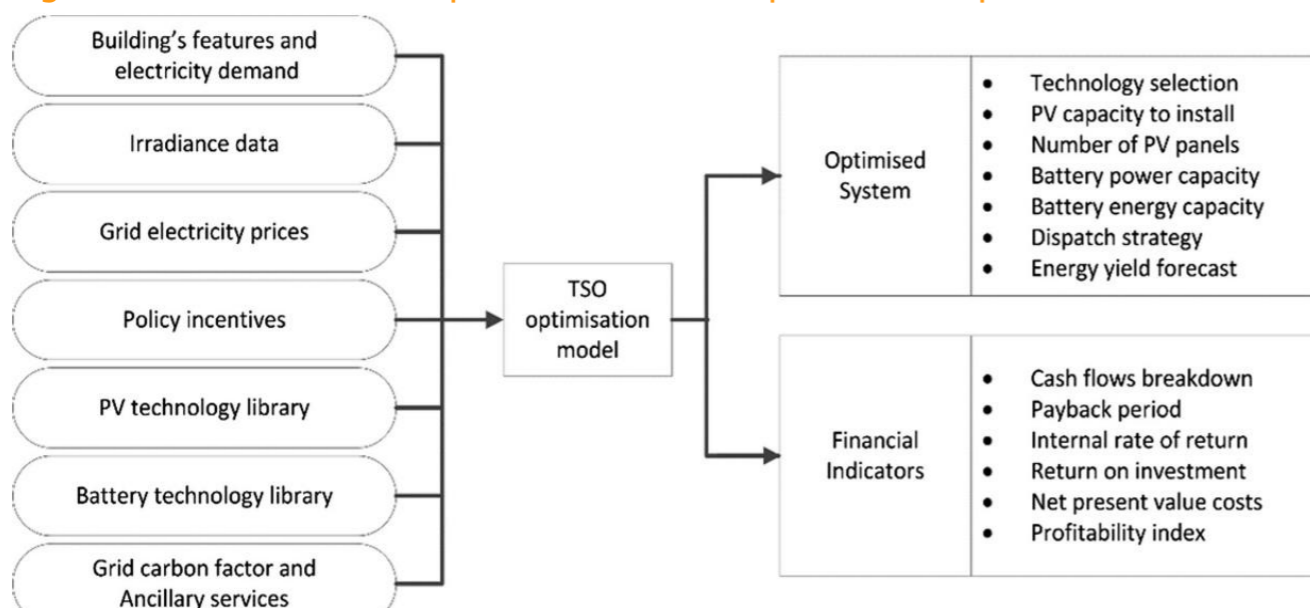 Building's features and
electricity demand
Irradiance data
Grid electricity prices
Policy incentives
PV technology library
Battery technology library
Grid carbon factor and
Ancillary services
TSO
optimisation
model
Optimised
System
• Technology selection
• PV capacity to install
• Number of PV panels
• Battery power capacity
• Battery energy capacity
• Dispatch strategy
• Energy yield forecast
Financial
Indicators
• Cash flows breakdown
• Payback period
• Internal rate of return
• Return on investment
• Net present value costs
• Profitability index